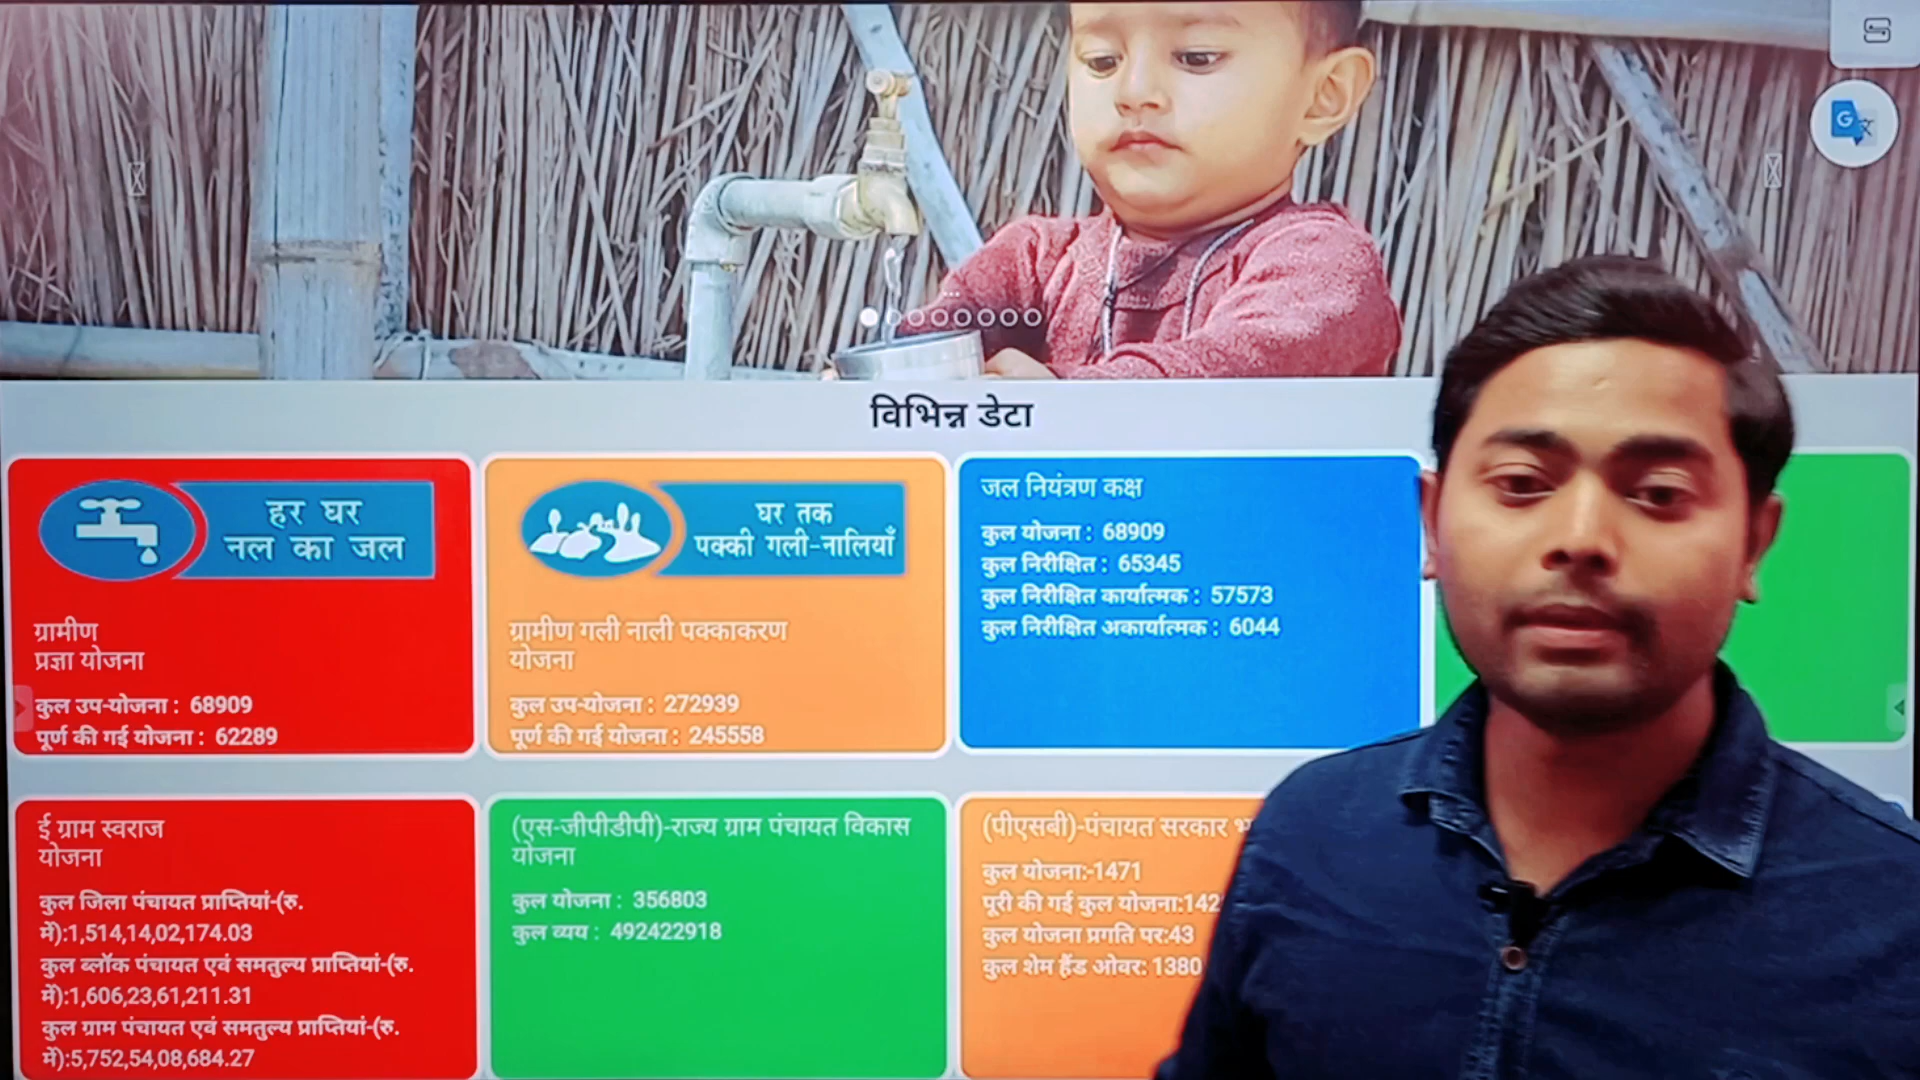 विभिन्न डेटा
हर घर
नल का जल
ग्रामीण
प्रज्ञा योजना
कुल उप-योजना : 68909
पूर्ण की गई योजना : 62289
घर तक
पक्की गली-नालियाँ
ग्रामीण गली नाली पक्काकरण
योजना
कुल उप-योजना : 272939
पूर्ण की गई योजना : 245558
जल नियंत्रण कक्ष
कुल योजना : 68909
कुल निरीक्षित : 65345
कुल निरीक्षित कार्यात्मक : 57573
कुल निरीक्षित अकार्यात्मक : 6044
ई ग्राम स्वराज
योजना
कुल जिला पंचायत प्राप्तियां-(रु.
में):1,514,14,02,174.03
कुल ब्लॉक पंचायत एवं समतुल्य प्राप्तियां-(रु.
में):1,606,23,61,211.31
कुल ग्राम पंचायत एवं समतुल्य प्राप्तियां-(रु.
में):5,752,54,08,684.27
(एस-जीपीडीपी)-राज्य ग्राम पंचायत विकास
योजना
कुल योजना : 356803
कुल व्यय : 492422918
(पीएसबी)-पंचायत सरकार
कुल योजना:-1471
पूरी की गई कुल योजना:142
कुल योजना प्रगति पर:43
कुल शेम हैंड ओवर: 1380